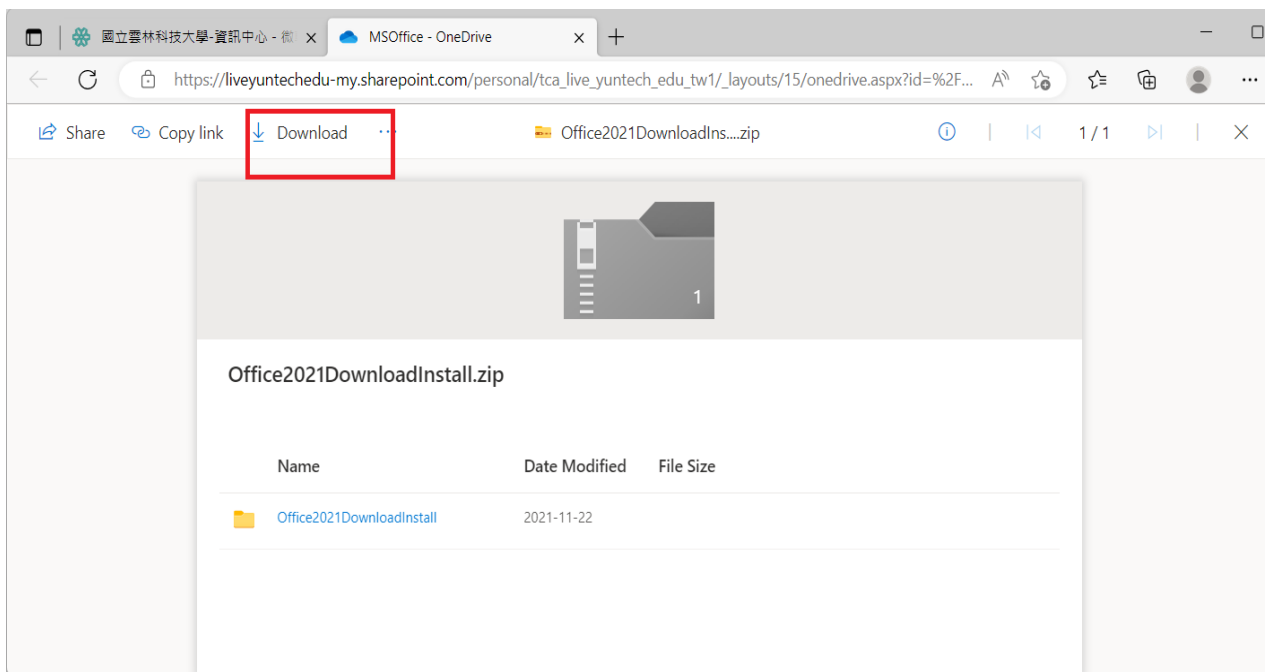 國立雲林科技大學-資訊中心 - 微
MSOffice - OneDrive
https://liveyuntechedu-my.sharepoint.com/personal/tca_live_yuntech_edu_tw1/_layouts/15/onedrive.aspx?id=%2F...
Share Copy link Download ... Office2021DownloadIns....zip 1 / 1
1
Office2021DownloadInstall.zip
Name Date Modified File Size
Office2021DownloadInstall 2021-11-22